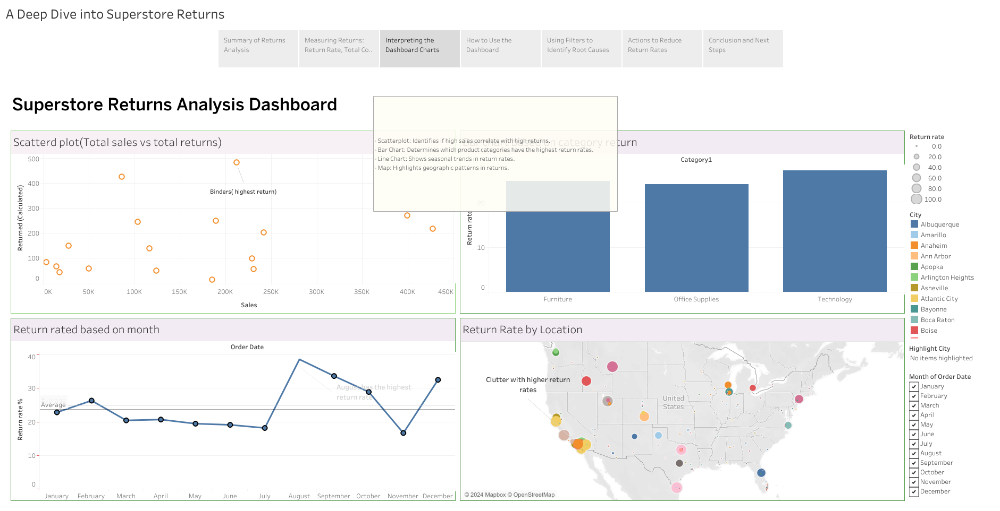 A Deep Dive into Superstore Returns
Summary of Returns
Analysis
Measuring Returns:
Return Rate, Total Co..
Interpreting the
Dashboard Charts
How to Use the
Dashboard
Using Filters to
Identify Root Causes
Actions to Reduce
Return Rates
Conclusion and Next
Steps
Superstore Returns Analysis Dashboard
Scatterd plot(Total sales vs total returns)
Returned (Calculated)
500
400
300
200
100
0
Binders( highest return)
0K
50K
100K
150K
200K
250K
300K
350K
400K
450K
Sales
- Scatterplot: Identifies if high sales correlate with high returns.
- Bar Chart: Determines which product categories have the highest return rates.
- Line Chart: Shows seasonal trends in return rates.
- Map: Highlights geographic patterns in returns.
Bar chart based on category return
Category1
Return rate
20
10
0
Furniture
Office Supplies
Technology
Return rated based on month
Order Date
Return rate %
40
30
20
10
0
Average
Average
August has the highest
return rate
January
February
March
April
May
June
July
August
September
October
November
December
Return Rate by Location
Clutter with higher return
rates
United
States
© 2024 Mapbox © OpenStreetMap
Return rate
0.0
20.0
40.0
60.0
80.0
100.0
City
Albuquerque
Amarillo
Anaheim
Ann Arbor
Apopka
Arlington Heights
Asheville
Atlantic City
Bayonne
Boca Raton
Boise
Highlight City
No items highlighted
Month of Order Date
January
February
March
April
May
June
July
August
September
October
November
December